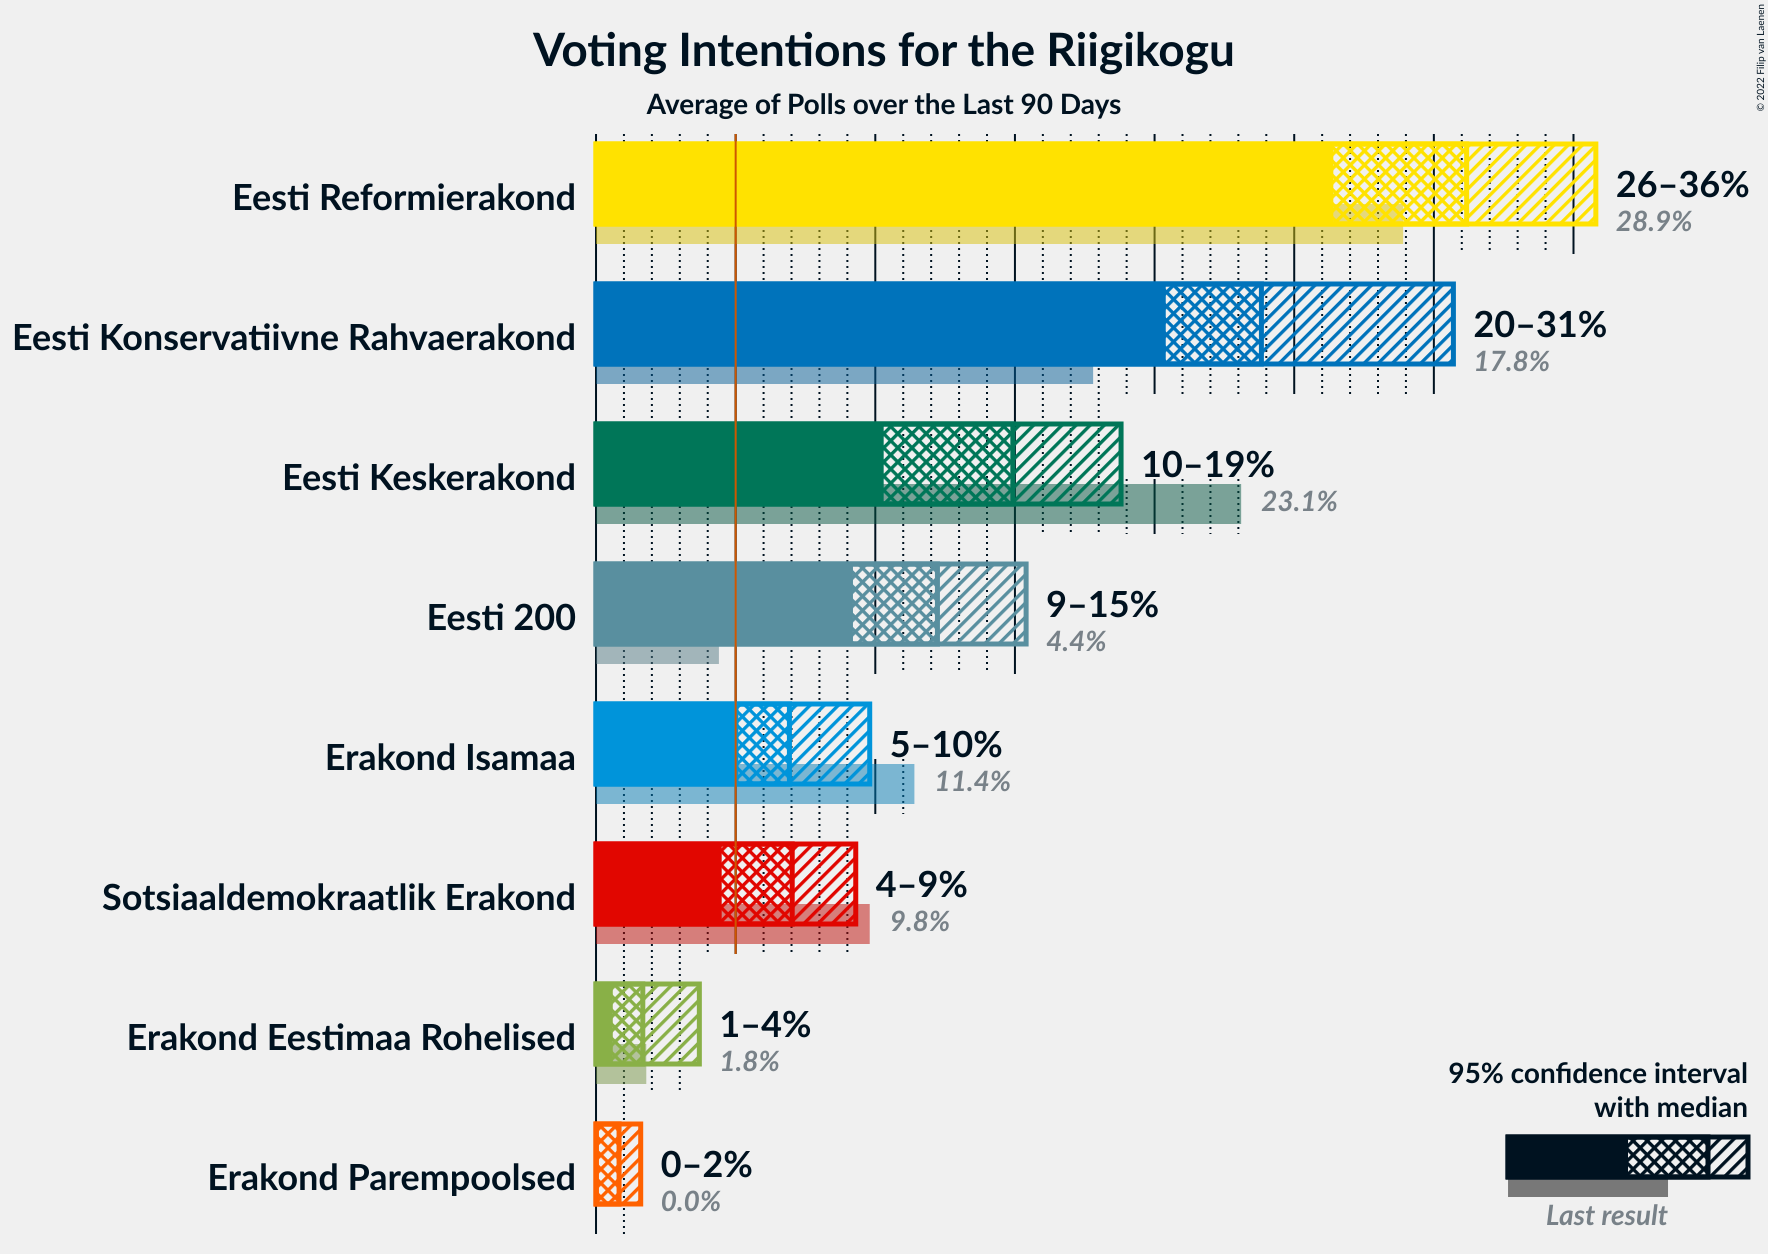 Voting Intentions for the Riigikogu
Average of Polls over the Last 90 Days
© 2022 Filip van Laenen
Eesti Reformierakond
26–36%
28.9%
Eesti Konservatiivne Rahvaerakond
20–31%
17.8%
Eesti Keskerakond
10–19%
23.1%
Eesti 200
9–15%
4.4%
Erakond Isamaa
5–10%
11.4%
Sotsiaaldemokraatlik Erakond
4–9%
9.8%
Erakond Eestimaa Rohelised
1–4%
1.8%
Erakond Parempoolsed
0–2%
0.0%
95% confidence interval
with median
Last result